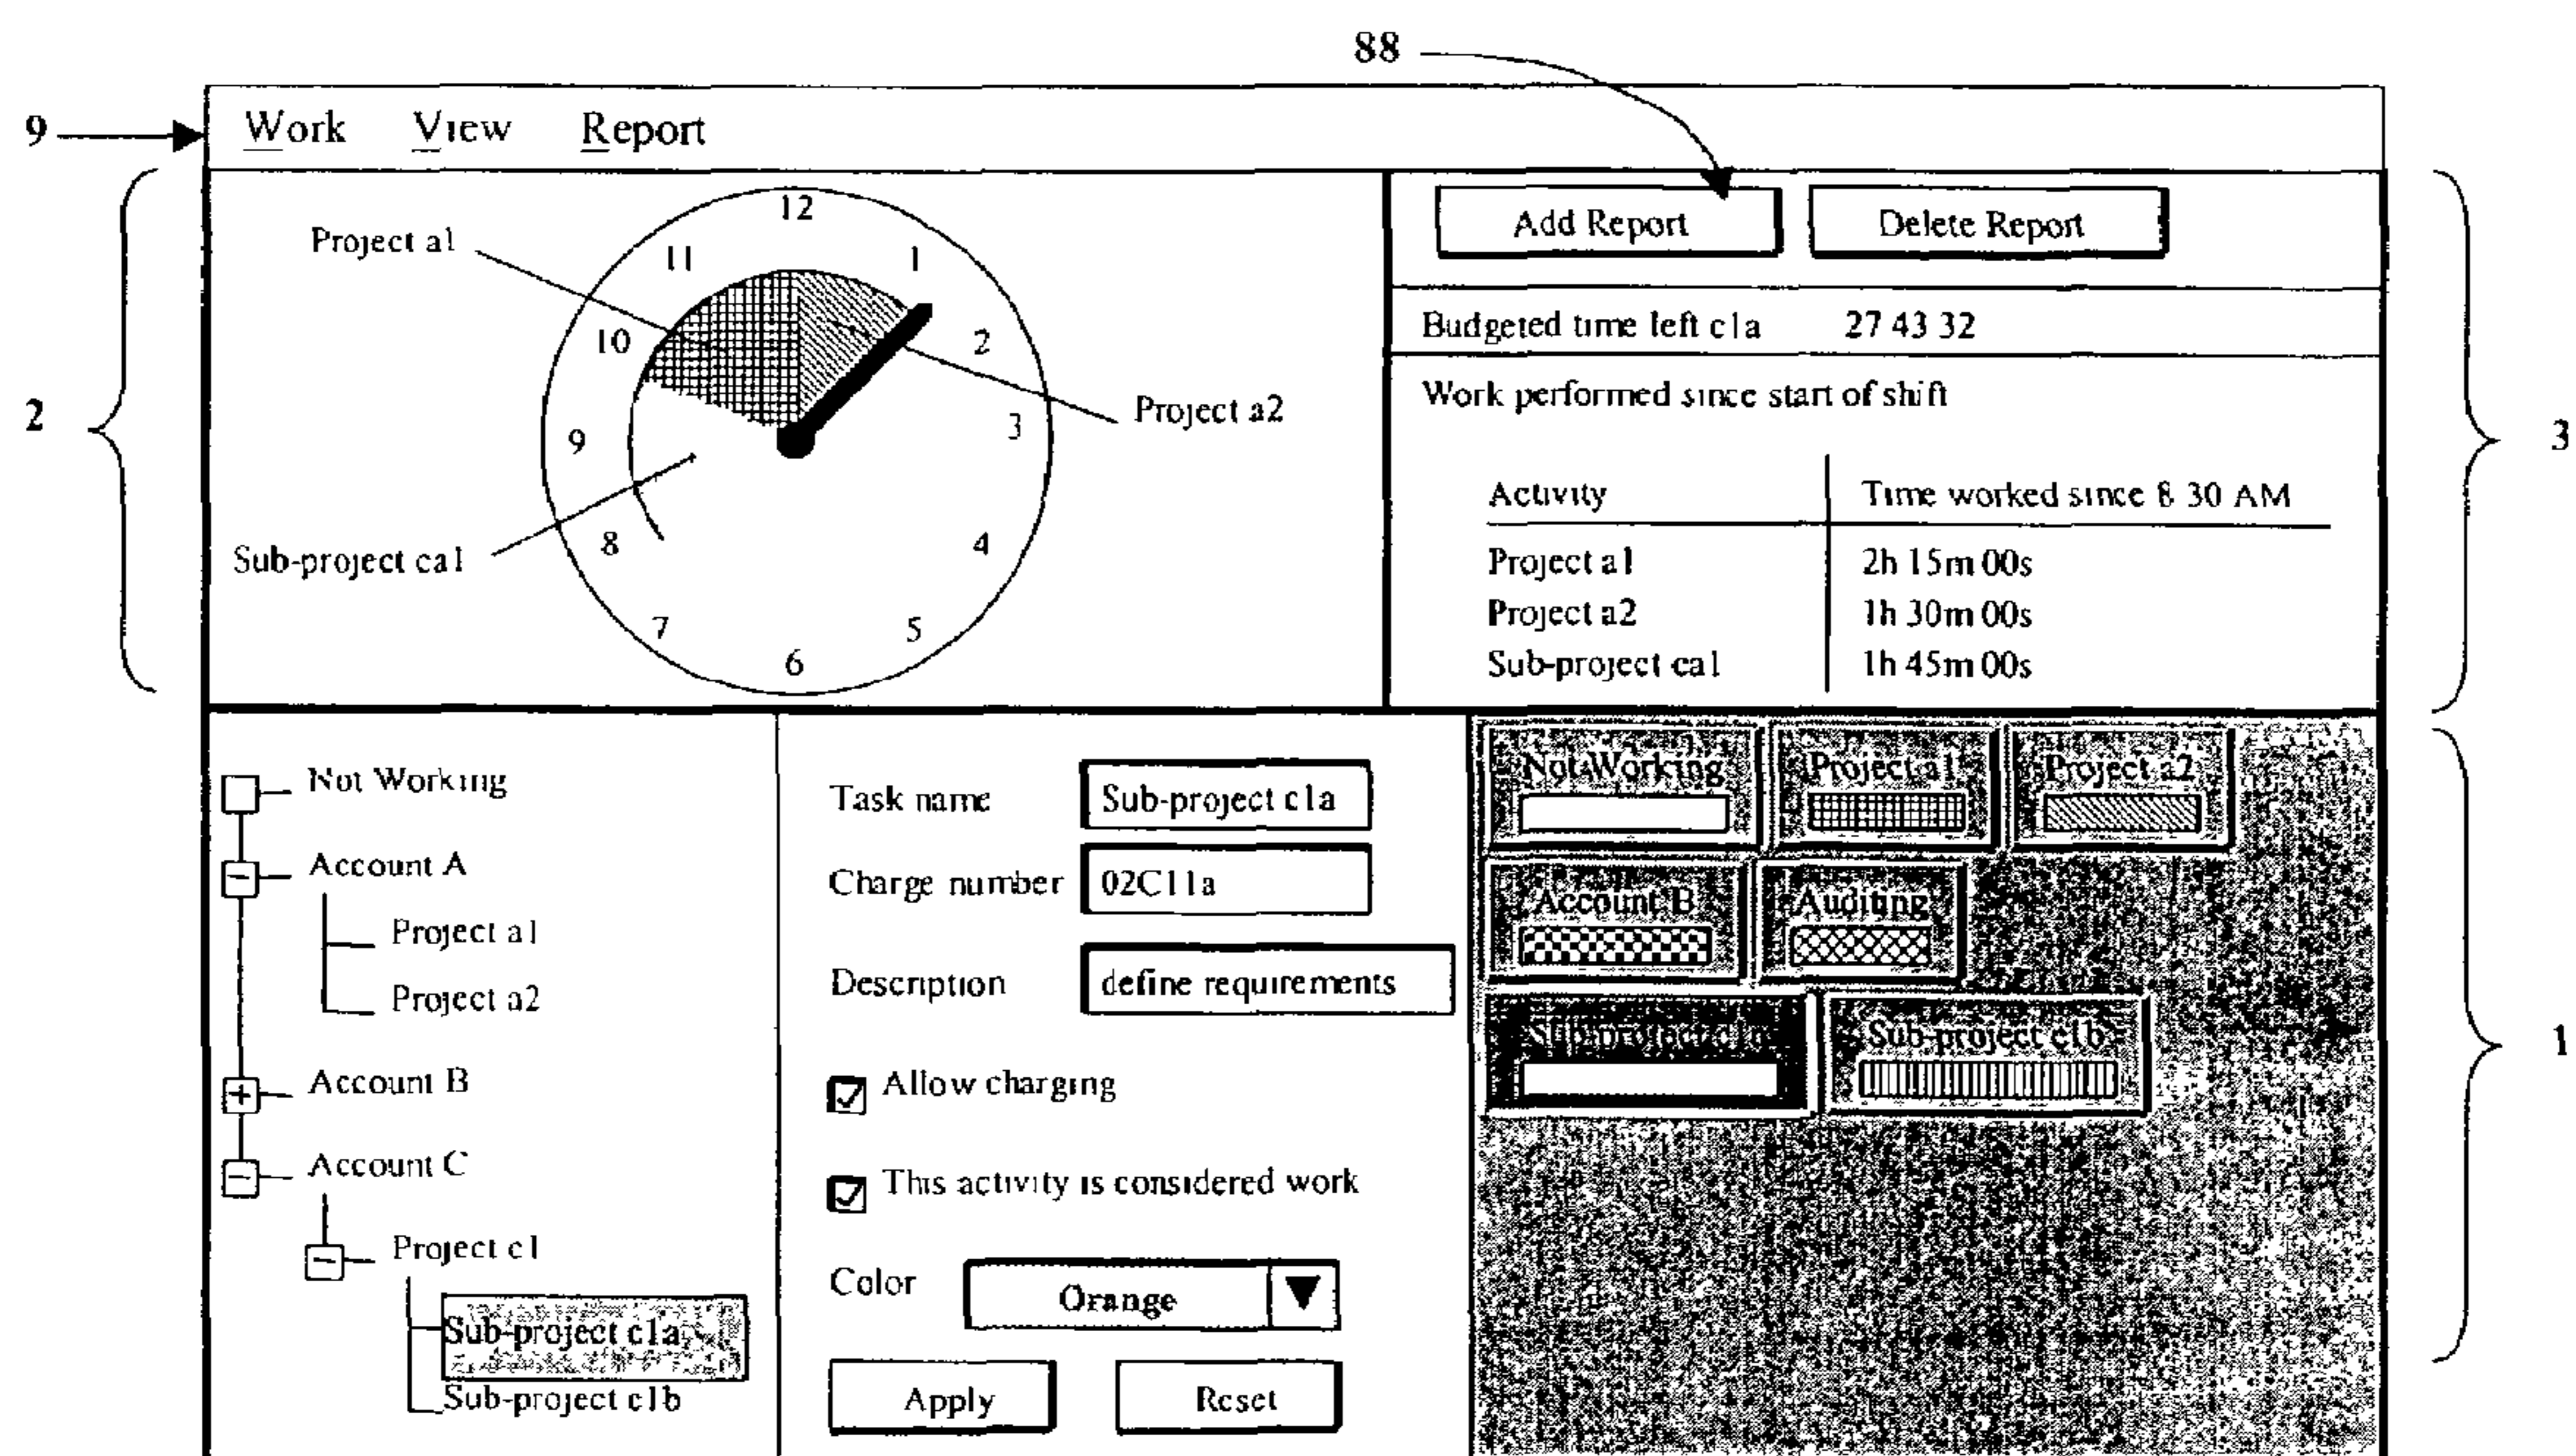 88
9
Work View Report
2
12
1
2
3
4
5
6
7
8
9
10
11
Project a1
Project a2
Sub-project ca1
Add Report Delete Report
Budgeted time left c1a 27 43 32
Work performed since start of shift
Activity Time worked since 8 30 AM
Project a1 2h 15m 00s
Project a2 1h 30m 00s
Sub-project ca1 1h 45m 00s
3
Not Working
Account A
Project a1
Project a2
Account B
Account C
Project c1
Sub-project c1a
Sub-project c1b
Task name Sub-project c1a
Charge number 02C11a
Description define requirements
Allow charging
This activity is considered work
Color Orange
Apply Reset
Not Working Project a1 Project a2
Account B Auditing
Sub-project c1a Sub-project c1b
1